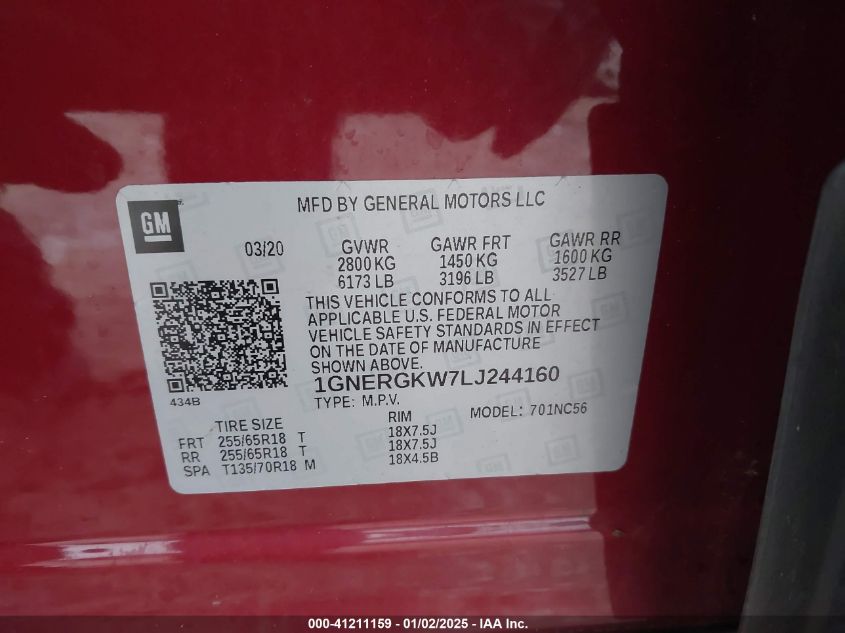 GM
MFD BY GENERAL MOTORS LLC
03/20 GVWR GAWR FRT GAWR RR
2800 KG 1450 KG 1600 KG
6173 LB 3196 LB 3527 LB
THIS VEHICLE CONFORMS TO ALL
APPLICABLE U.S. FEDERAL MOTOR
VEHICLE SAFETY STANDARDS IN EFFECT
ON THE DATE OF MANUFACTURE
SHOWN ABOVE.
434B
1GNERGKW7LJ244160
TYPE: M.P.V. MODEL: 701NC56
TIRE SIZE RIM
FRT 255/65R18 T 18X7.5J
RR 255/65R18 T 18X7.5J
SPA T135/70R18 M 18X4.5B
000-41211159 — 01/02/2025 — IAA Inc.